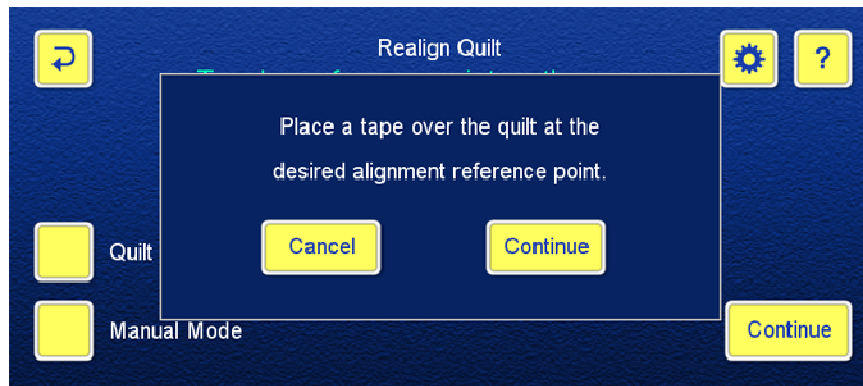 Realign Quilt
?
Place a tape over the quilt at the
desired alignment reference point.
Cancel
Continue
Quilt
Manual Mode
Continue